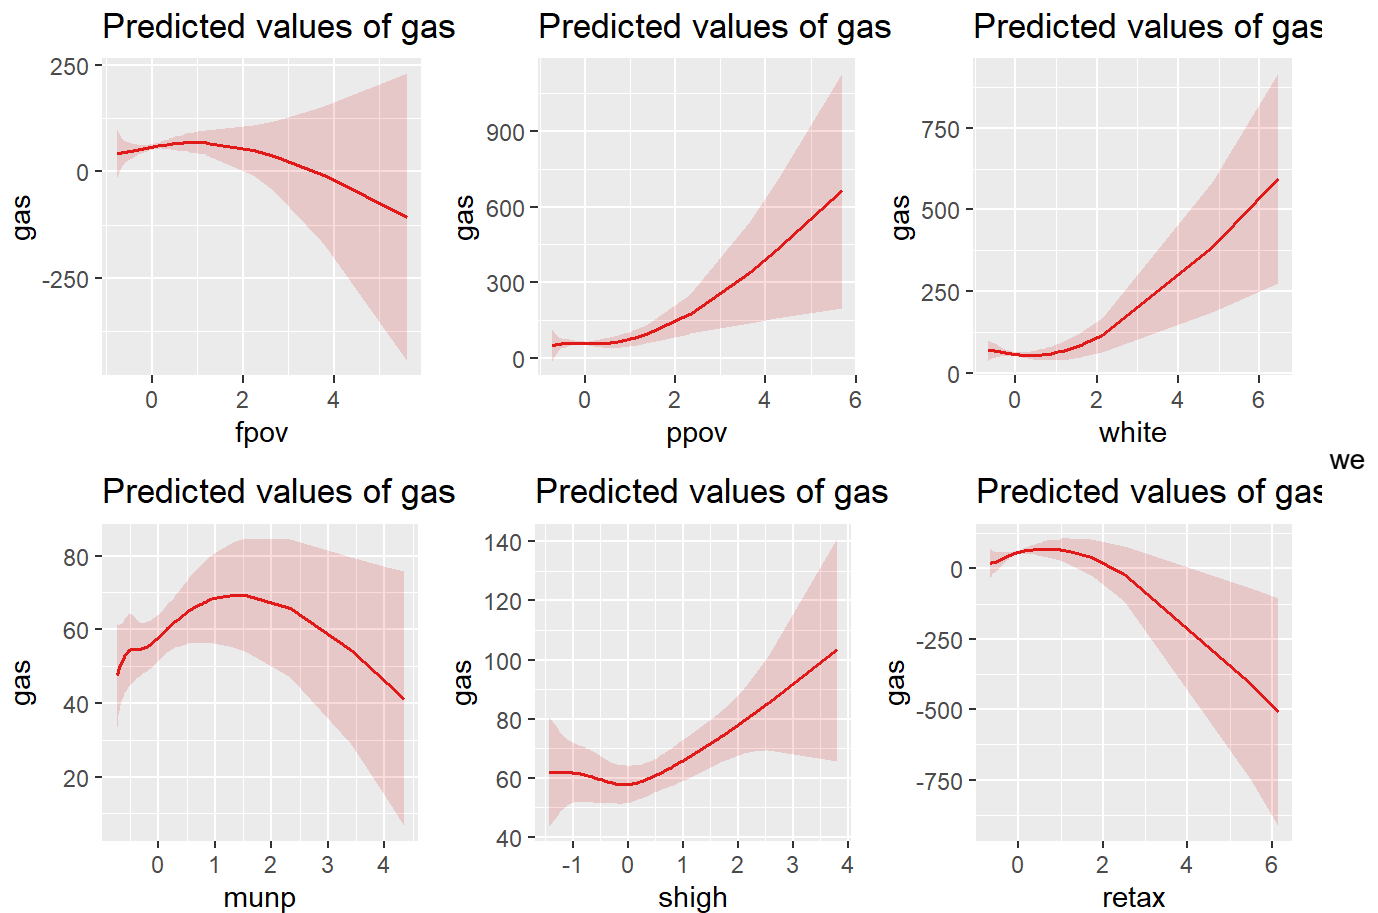 Predicted values of gas
250
0
-250
gas
0 2 4
fpov
Predicted values of gas
900
600
300
0
gas
0 2 4 6
ppov
Predicted values of gas
750
500
250
0
gas
0 2 4 6
white
we
Predicted values of gas
80
60
40
20
gas
0 1 2 3 4
munp
Predicted values of gas
140
120
100
80
60
40
gas
-1 0 1 2 3 4
shigh
Predicted values of gas
0
-250
-500
-750
gas
0 2 4 6
retax